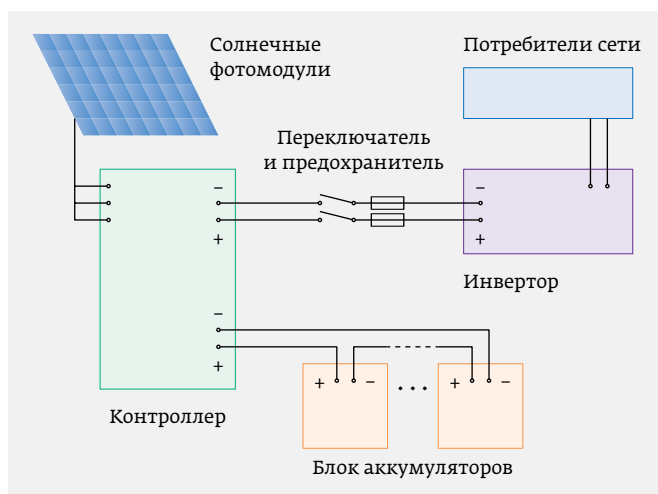 Солнечные
фотомодули
Потребители сети
Переключатель
и предохранитель
−
+
−
+
Инвертор
−
+
+ − ... + −
Контроллер
Блок аккумуляторов